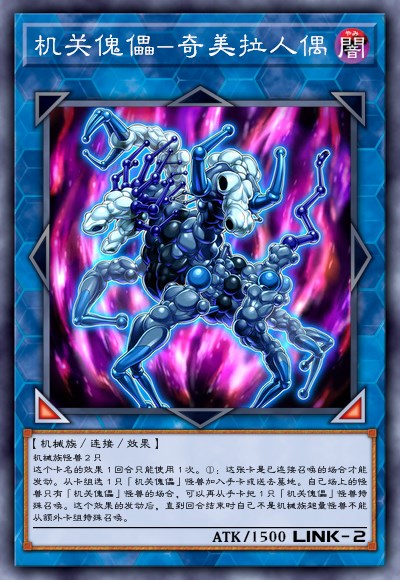 机关傀儡-奇美拉人偶
やみ
闇
【机械族/连接/效果】
机械族怪兽2只
这个卡名的效果1回合只能使用1次。①：这张卡是已连接召唤的场合才能
发动。从卡组选1只「机关傀儡」怪兽加入手卡或送去墓地。自己场上的怪
兽只有「机关傀儡」怪兽的场合，可以再从手卡把1只「机关傀儡」怪兽特
殊召唤。这个效果的发动后，直到回合结束时自己不是机械族超量怪兽不能
从额外卡组特殊召唤。
ATK/1500 LINK-2